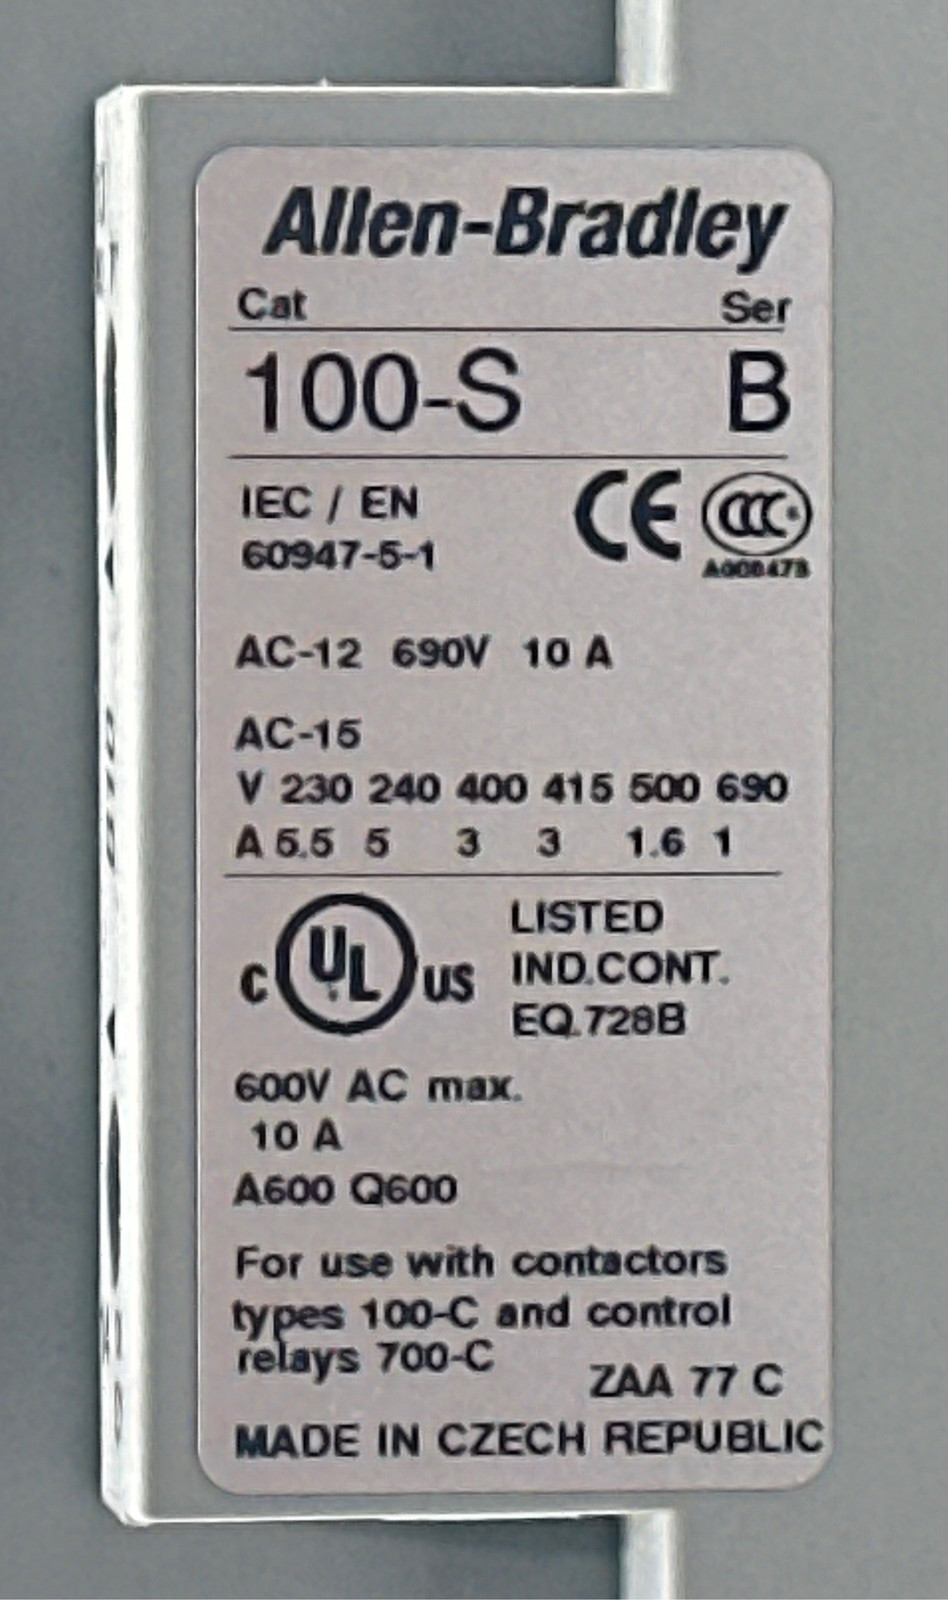 Allen-Bradley
Cat Ser
100-S B
IEC / EN
60947-5-1
CE CCC
AC-12 690V 10 A
AC-15
V 230 240 400 415 500 690
A 5.5 5 3 3 1.6 1
C UL US
LISTED
IND.CONT.
EQ.728B
600V AC max.
10 A
A600 Q600
For use with contactors
types 100-C and control
relays 700-C
ZAA 77 C
MADE IN CZECH REPUBLIC